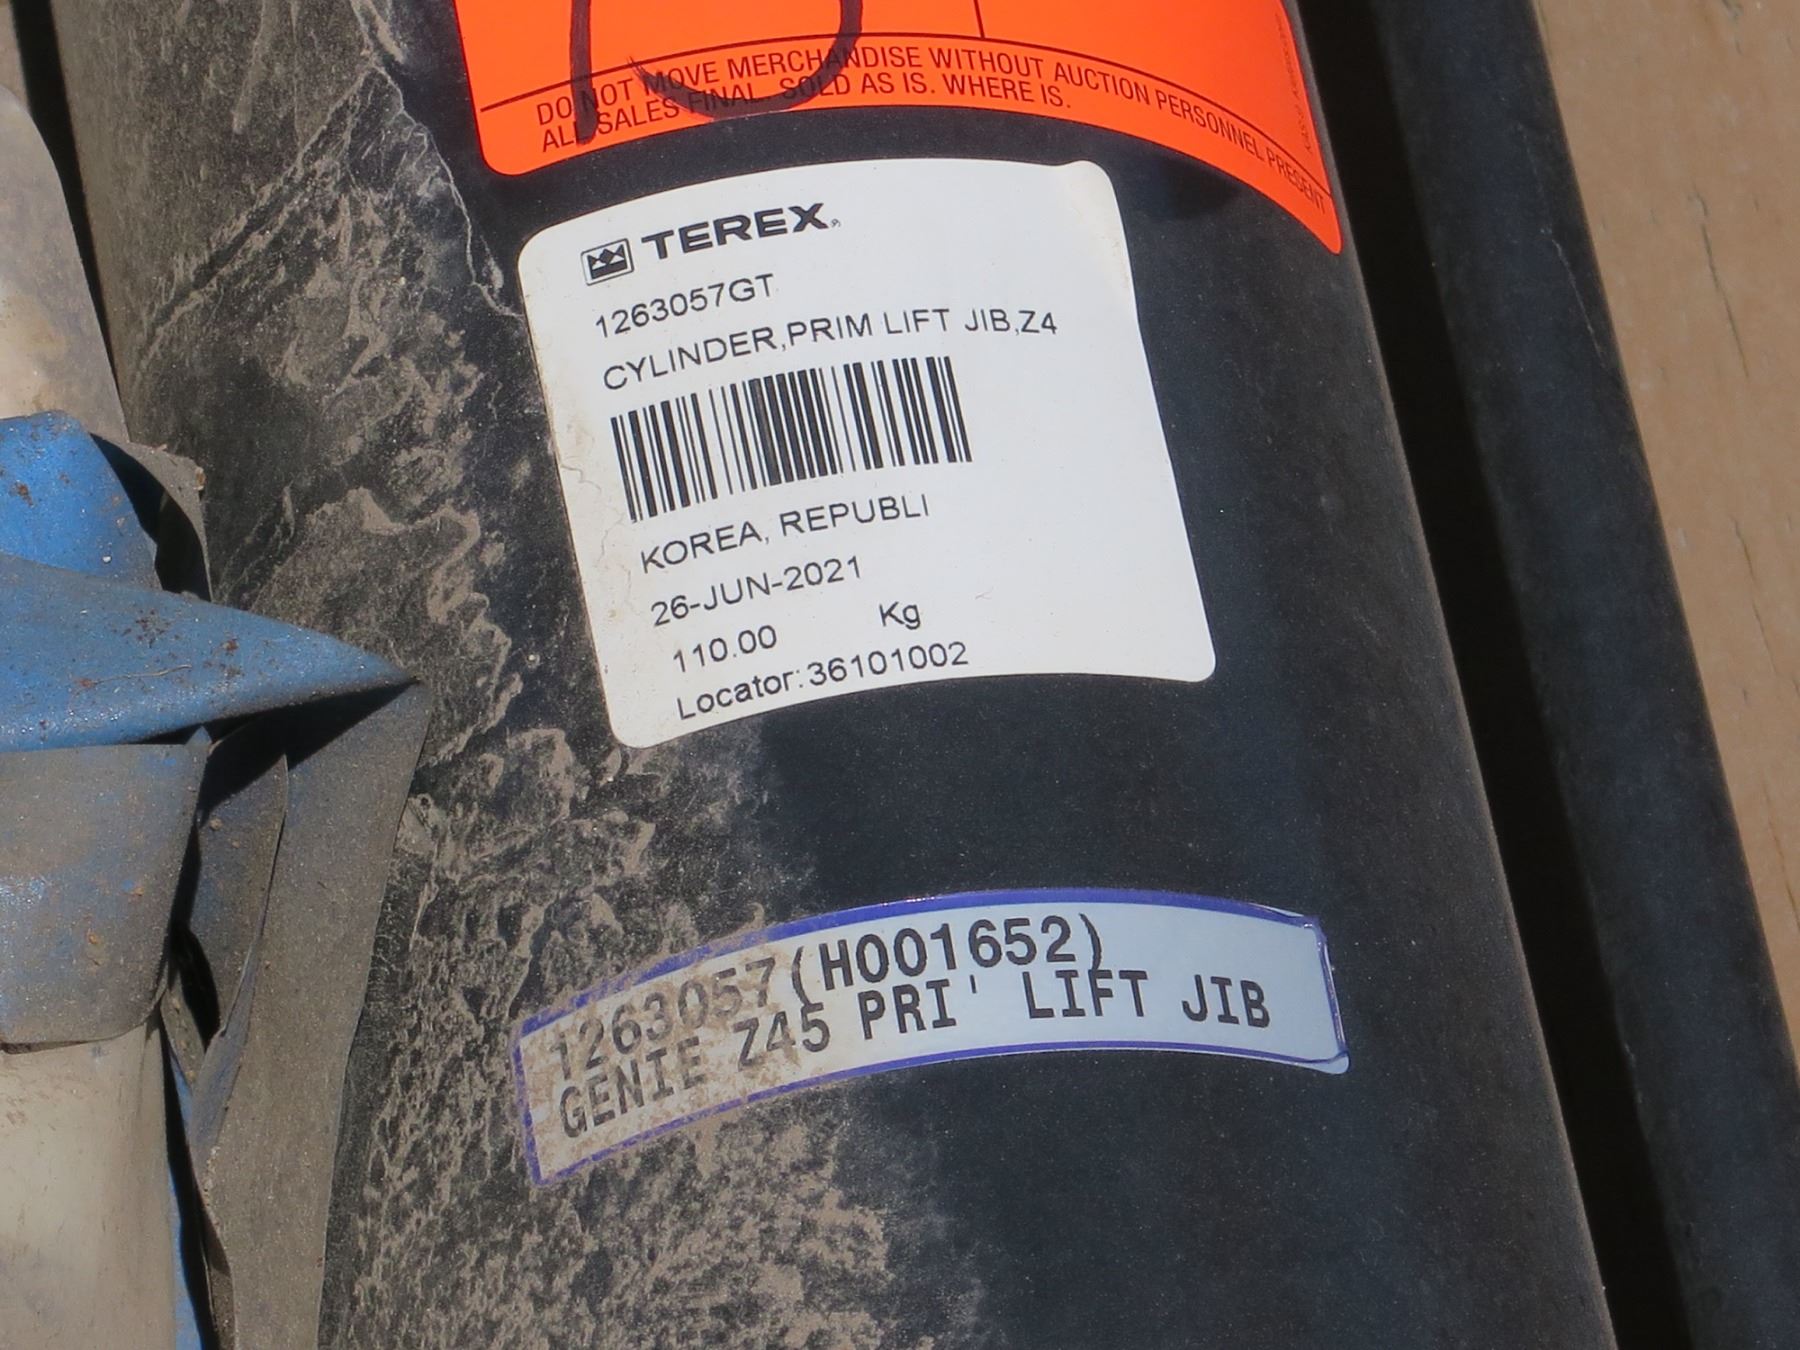 DO NOT MOVE MERCHANDISE WITHOUT AUCTION PERSONNEL PRESENT
ALL SALES FINAL. SOLD AS IS. WHERE IS.
TEREX
1263057GT
CYLINDER,PRIM LIFT JIB,Z4
KOREA, REPUBLI
26-JUN-2021
110.00 Kg
Locator: 36101002
1263057(H001652)
GENIE Z45 PRI' LIFT JIB